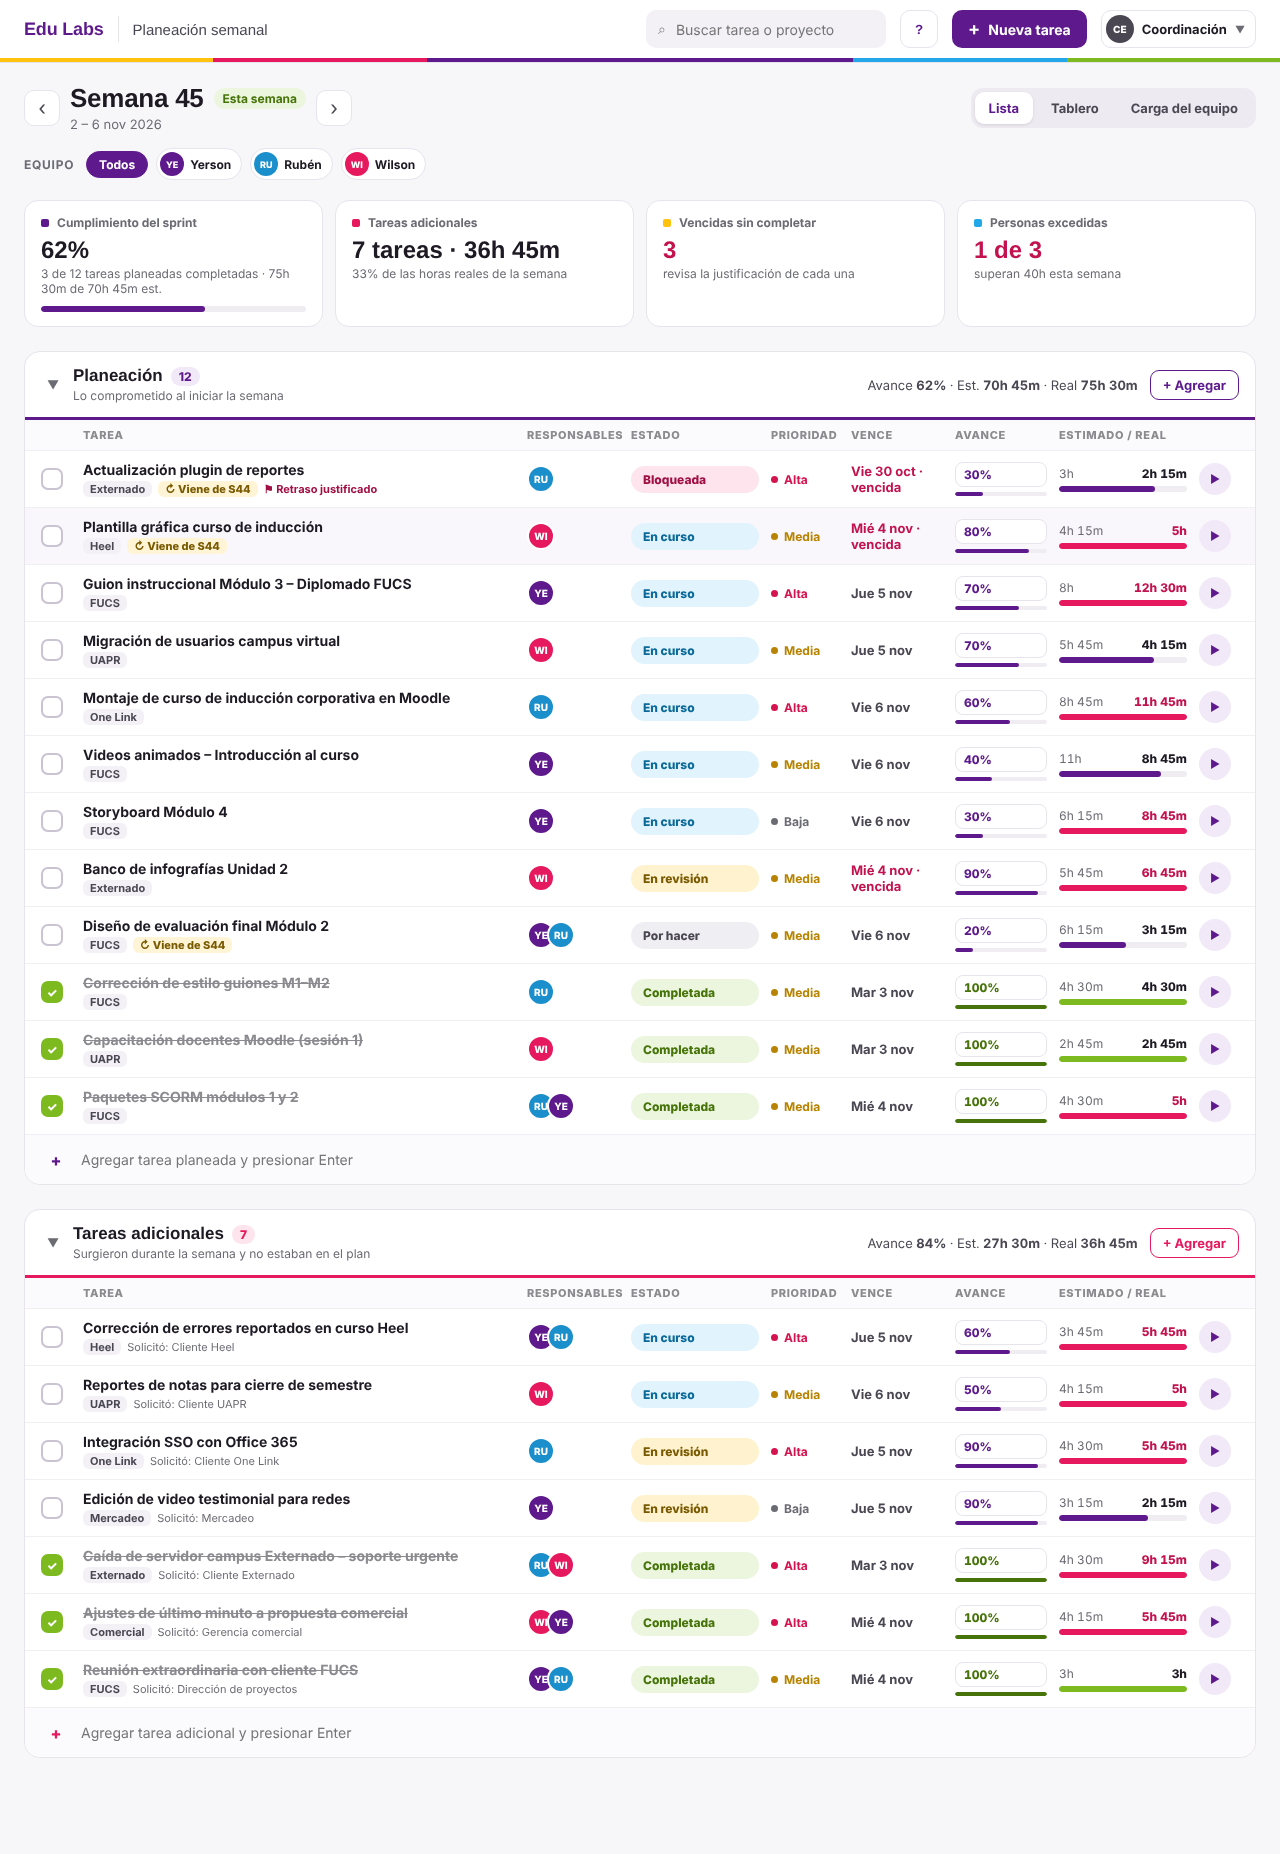 Edu Labs
Planeación semanal
Buscar tarea o proyecto
?
+ Nueva tarea
CE Coordinación ▼
‹
Semana 45 Esta semana
2 – 6 nov 2026
›
Lista Tablero Carga del equipo
EQUIPO Todos YE Yerson RU Rubén WI Wilson
Cumplimiento del sprint
62%
3 de 12 tareas planeadas completadas · 75h
30m de 70h 45m est.
Tareas adicionales
7 tareas · 36h 45m
33% de las horas reales de la semana
Vencidas sin completar
3
revisa la justificación de cada una
Personas excedidas
1 de 3
superan 40h esta semana
▼ Planeación 12
Lo comprometido al iniciar la semana
Avance 62% · Est. 70h 45m · Real 75h 30m + Agregar
TAREA RESPONSABLES ESTADO PRIORIDAD VENCE AVANCE ESTIMADO / REAL
Actualización plugin de reportes
Externado ↻ Viene de S44 ⚑ Retraso justificado
RU Bloqueada Alta
Vie 30 oct ·
vencida
30% 3h 2h 15m ▶
Plantilla gráfica curso de inducción
Heel ↻ Viene de S44
WI En curso Media
Mié 4 nov ·
vencida
80% 4h 15m 5h ▶
Guion instruccional Módulo 3 – Diplomado FUCS
FUCS
YE En curso Alta Jue 5 nov 70% 8h 12h 30m ▶
Migración de usuarios campus virtual
UAPR
WI En curso Media Jue 5 nov 70% 5h 45m 4h 15m ▶
Montaje de curso de inducción corporativa en Moodle
One Link
RU En curso Alta Vie 6 nov 60% 8h 45m 11h 45m ▶
Videos animados – Introducción al curso
FUCS
YE En curso Media Vie 6 nov 40% 11h 8h 45m ▶
Storyboard Módulo 4
FUCS
YE En curso Baja Vie 6 nov 30% 6h 15m 8h 45m ▶
Banco de infografías Unidad 2
Externado
WI En revisión Media
Mié 4 nov ·
vencida
90% 5h 45m 6h 45m ▶
Diseño de evaluación final Módulo 2
FUCS ↻ Viene de S44
YE RU Por hacer Media Vie 6 nov 20% 6h 15m 3h 15m ▶
Corrección de estilo guiones M1–M2
FUCS
RU Completada Media Mar 3 nov 100% 4h 30m 4h 30m ▶
Capacitación docentes Moodle (sesión 1)
UAPR
WI Completada Media Mar 3 nov 100% 2h 45m 2h 45m ▶
Paquetes SCORM módulos 1 y 2
FUCS
RU YE Completada Media Mié 4 nov 100% 4h 30m 5h ▶
+ Agregar tarea planeada y presionar Enter
▼ Tareas adicionales 7
Surgieron durante la semana y no estaban en el plan
Avance 84% · Est. 27h 30m · Real 36h 45m + Agregar
TAREA RESPONSABLES ESTADO PRIORIDAD VENCE AVANCE ESTIMADO / REAL
Corrección de errores reportados en curso Heel
Heel Solicitó: Cliente Heel
YE RU En curso Alta Jue 5 nov 60% 3h 45m 5h 45m ▶
Reportes de notas para cierre de semestre
UAPR Solicitó: Cliente UAPR
WI En curso Media Vie 6 nov 50% 4h 15m 5h ▶
Integración SSO con Office 365
One Link Solicitó: Cliente One Link
RU En revisión Alta Jue 5 nov 90% 4h 30m 5h 45m ▶
Edición de video testimonial para redes
Mercadeo Solicitó: Mercadeo
YE En revisión Baja Jue 5 nov 90% 3h 15m 2h 15m ▶
Caída de servidor campus Externado – soporte urgente
Externado Solicitó: Cliente Externado
RU WI Completada Alta Mar 3 nov 100% 4h 30m 9h 15m ▶
Ajustes de último minuto a propuesta comercial
Comercial Solicitó: Gerencia comercial
WI YE Completada Alta Mié 4 nov 100% 4h 15m 5h 45m ▶
Reunión extraordinaria con cliente FUCS
FUCS Solicitó: Dirección de proyectos
YE RU Completada Media Mié 4 nov 100% 3h 3h ▶
+ Agregar tarea adicional y presionar Enter